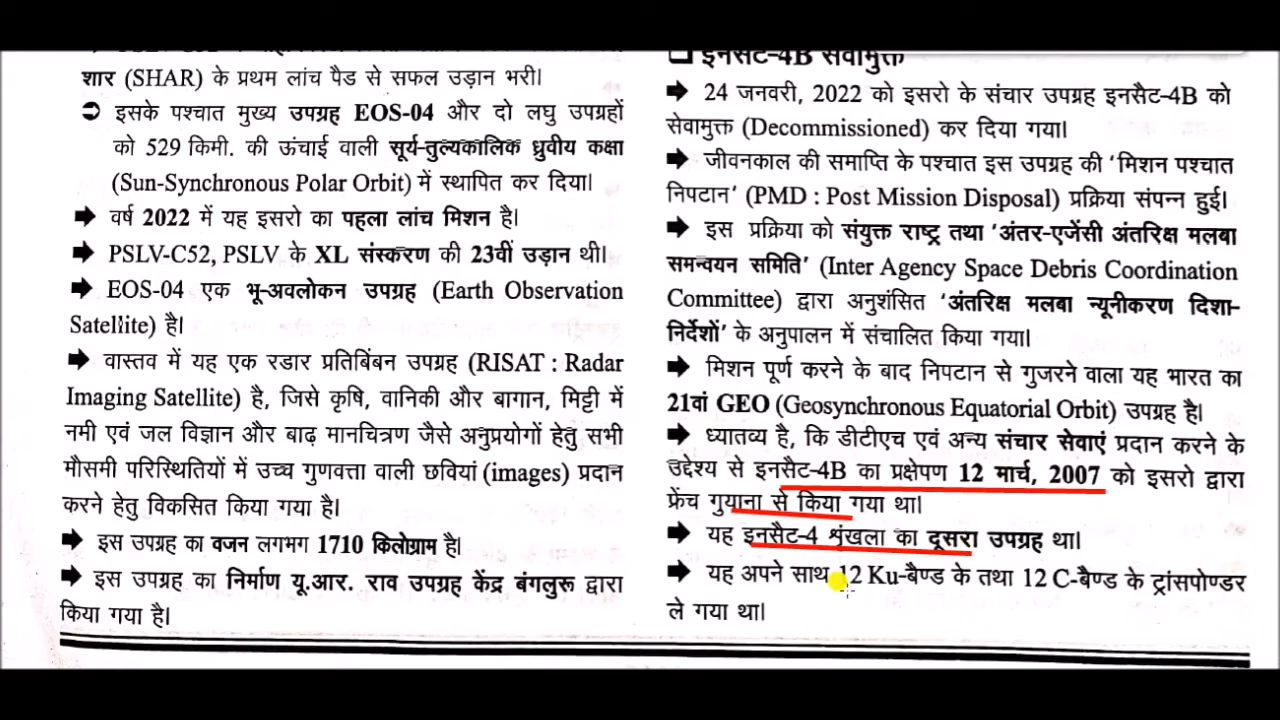 शार (SHAR) के प्रथम लांच पैड से सफल उड़ान भरी।
➲ इसके पश्चात मुख्य उपग्रह EOS-04 और दो लघु उपग्रहों
को 529 किमी. की ऊंचाई वाली सूर्य-तुल्यकालिक ध्रुवीय कक्षा
(Sun-Synchronous Polar Orbit) में स्थापित कर दिया।
➡ वर्ष 2022 में यह इसरो का पहला लांच मिशन है।
➡ PSLV-C52, PSLV के XL संस्करण की 23वीं उड़ान थी।
➡ EOS-04 एक भू-अवलोकन उपग्रह (Earth Observation
Satellite) है।
➡ वास्तव में यह एक रडार प्रतिबिंबन उपग्रह (RISAT : Radar
Imaging Satellite) है, जिसे कृषि, वानिकी और बागान, मिट्टी में
नमी एवं जल विज्ञान और बाढ़ मानचित्रण जैसे अनुप्रयोगों हेतु सभी
मौसमी परिस्थितियों में उच्च गुणवत्ता वाली छवियां (images) प्रदान
करने हेतु विकसित किया गया है।
➡ इस उपग्रह का वजन लगभग 1710 किलोग्राम है।
➡ इस उपग्रह का निर्माण यू.आर. राव उपग्रह केंद्र बंगलुरू द्वारा
किया गया है।
❑ इनसैट-4B सेवामुक्त
➡ 24 जनवरी, 2022 को इसरो के संचार उपग्रह इनसैट-4B को
सेवामुक्त (Decommissioned) कर दिया गया।
➡ जीवनकाल की समाप्ति के पश्चात इस उपग्रह की 'मिशन पश्चात
निपटान' (PMD : Post Mission Disposal) प्रक्रिया संपन्न हुई।
➡ इस प्रक्रिया को संयुक्त राष्ट्र तथा 'अंतर-एजेंसी अंतरिक्ष मलबा
समन्वयन समिति' (Inter Agency Space Debris Coordination
Committee) द्वारा अनुशंसित 'अंतरिक्ष मलबा न्यूनीकरण दिशा-
निर्देशों' के अनुपालन में संचालित किया गया।
➡ मिशन पूर्ण करने के बाद निपटान से गुजरने वाला यह भारत का
21वां GEO (Geosynchronous Equatorial Orbit) उपग्रह है।
➡ ध्यातव्य है, कि डीटीएच एवं अन्य संचार सेवाएं प्रदान करने के
उद्देश्य से इनसैट-4B का प्रक्षेपण 12 मार्च, 2007 को इसरो द्वारा
फ्रेंच गुयाना से किया गया था।
➡ यह इनसैट-4 श्रृंखला का दूसरा उपग्रह था।
➡ यह अपने साथ 12 Ku-बैण्ड के तथा 12 C-बैण्ड के ट्रांसपोण्डर
ले गया था।